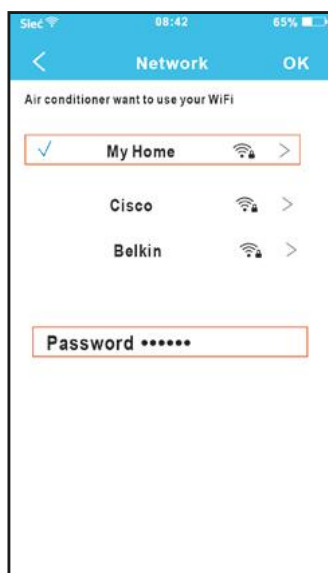 Sieć 08:42 65%
Network OK
Air conditioner want to use your WiFi
My Home
Cisco
Belkin
Password ••••••